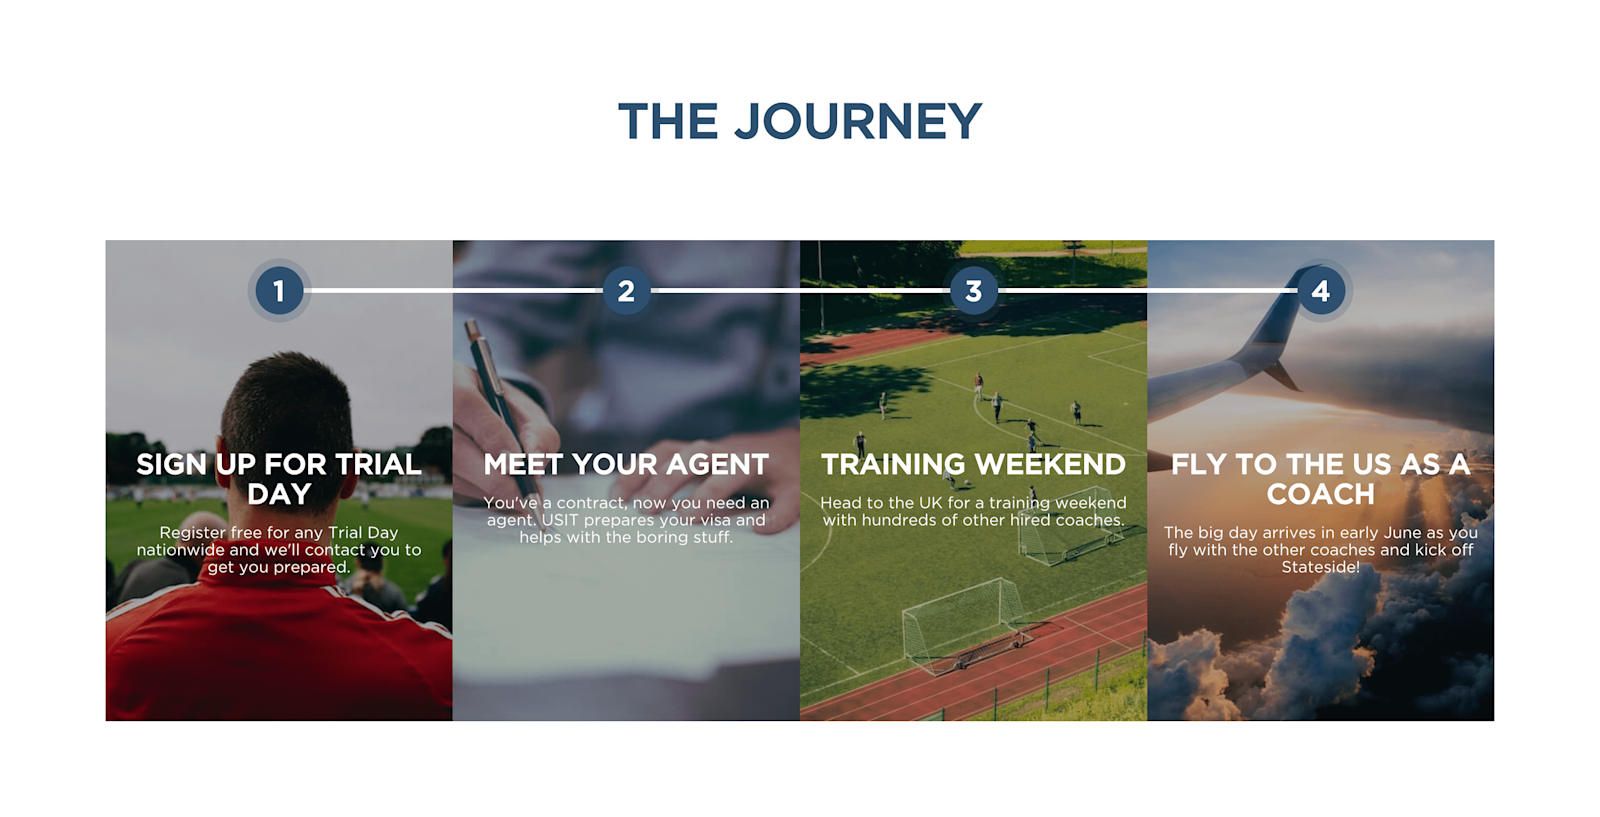 THE JOURNEY
1
SIGN UP FOR TRIAL
DAY
Register free for any Trial Day
nationwide and we'll contact you to
get you prepared.
2
MEET YOUR AGENT
You've a contract, now you need an
agent. USIT prepares your visa and
helps with the boring stuff.
3
TRAINING WEEKEND
Head to the UK for a training weekend
with hundreds of other hired coaches.
4
FLY TO THE US AS A
COACH
The big day arrives in early June as you
fly with the other coaches and kick off
Stateside!